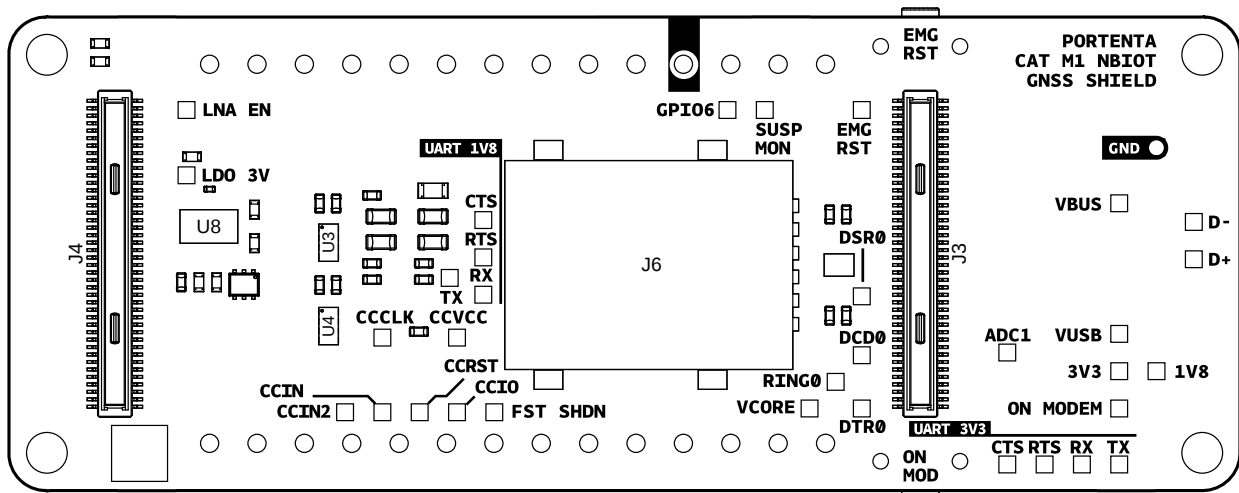 EMG
RST
PORTENTA
CAT M1 NBIOT
GNSS SHIELD
LNA EN
GPIO6
SUSP
MON
EMG
RST
UART 1V8
GND
LDO 3V
CTS
VBUS
U8
D-
RTS
DSR0
U3
J4
J6
J3
D+
RX
TX
CCCLK
CCVCC
U4
DCD0
ADC1
VUSB
CCRST
3V3
1V8
CCIN
CCIO
RING0
CCIN2
FST SHDN
VCORE
ON MODEM
DTR0
UART 3V3
CTS RTS RX TX
ON
MOD